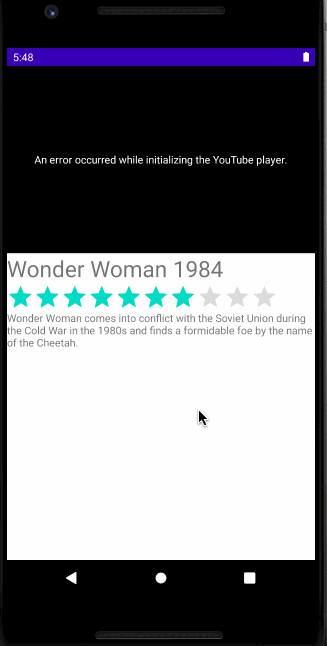 5:48
An error occurred while initializing the YouTube player.
Wonder Woman 1984
Wonder Woman comes into conflict with the Soviet Union during
the Cold War in the 1980s and finds a formidable foe by the name
of the Cheetah.